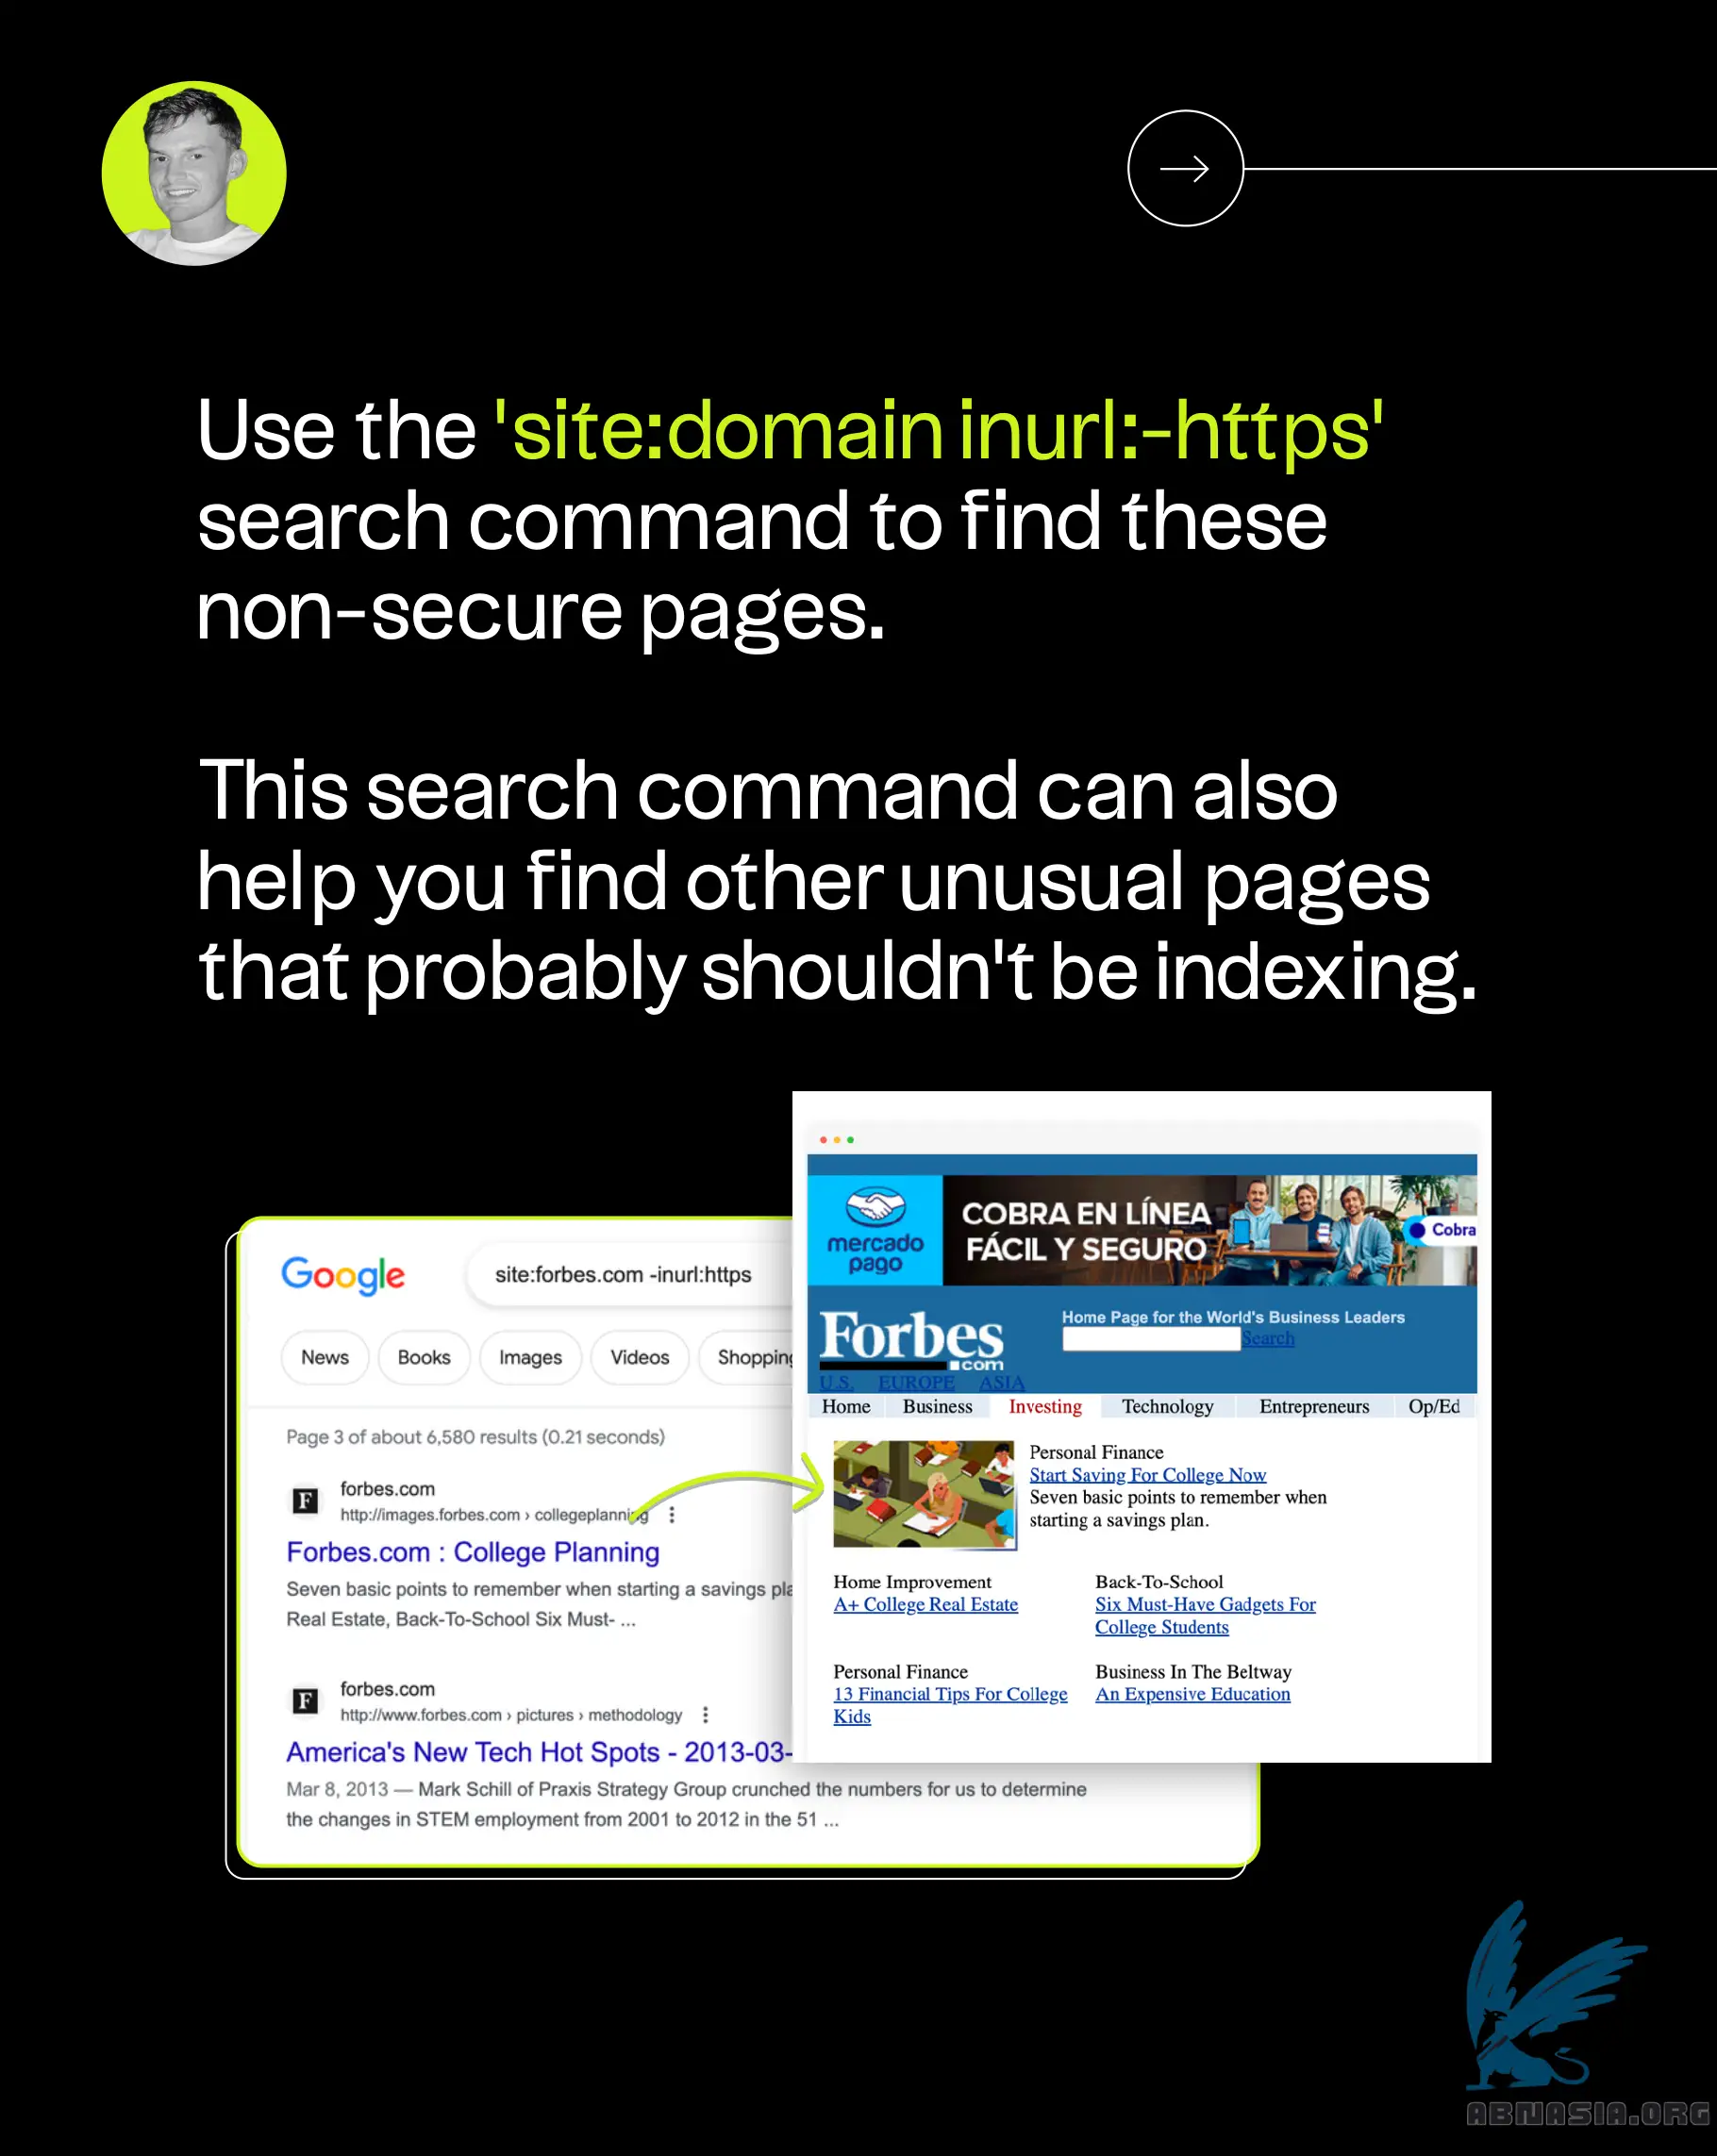 Use the 'site:domain inurl:-https'
search command to find these
non-secure pages.
This search command can also
help you find other unusual pages
that probably shouldn't be indexing.
Google
site:forbes.com -inurl:https
News
Books
Images
Videos
Shopping
Page 3 of about 6,580 results (0.21 seconds)
forbes.com
http://images.forbes.com › collegeplanning
Forbes.com : College Planning
Seven basic points to remember when starting a savings pla
Real Estate, Back-To-School Six Must- ...
forbes.com
http://www.forbes.com › pictures › methodology
America's New Tech Hot Spots - 2013-03-
Mar 8, 2013 — Mark Schill of Praxis Strategy Group crunched the numbers for us to determine
the changes in STEM employment from 2001 to 2012 in the 51 ...
mercado
pago
COBRA EN LÍNEA
FÁCIL Y SEGURO
Cobra
Forbes
.com
Home Page for the World's Business Leaders
Search
U.S. EUROPE ASIA
Home Business Investing Technology Entrepreneurs Op/Ed
Personal Finance
Start Saving For College Now
Seven basic points to remember when
starting a savings plan.
Home Improvement
A+ College Real Estate
Back-To-School
Six Must-Have Gadgets For
College Students
Personal Finance
13 Financial Tips For College
Kids
Business In The Beltway
An Expensive Education
ABNASIA.ORG